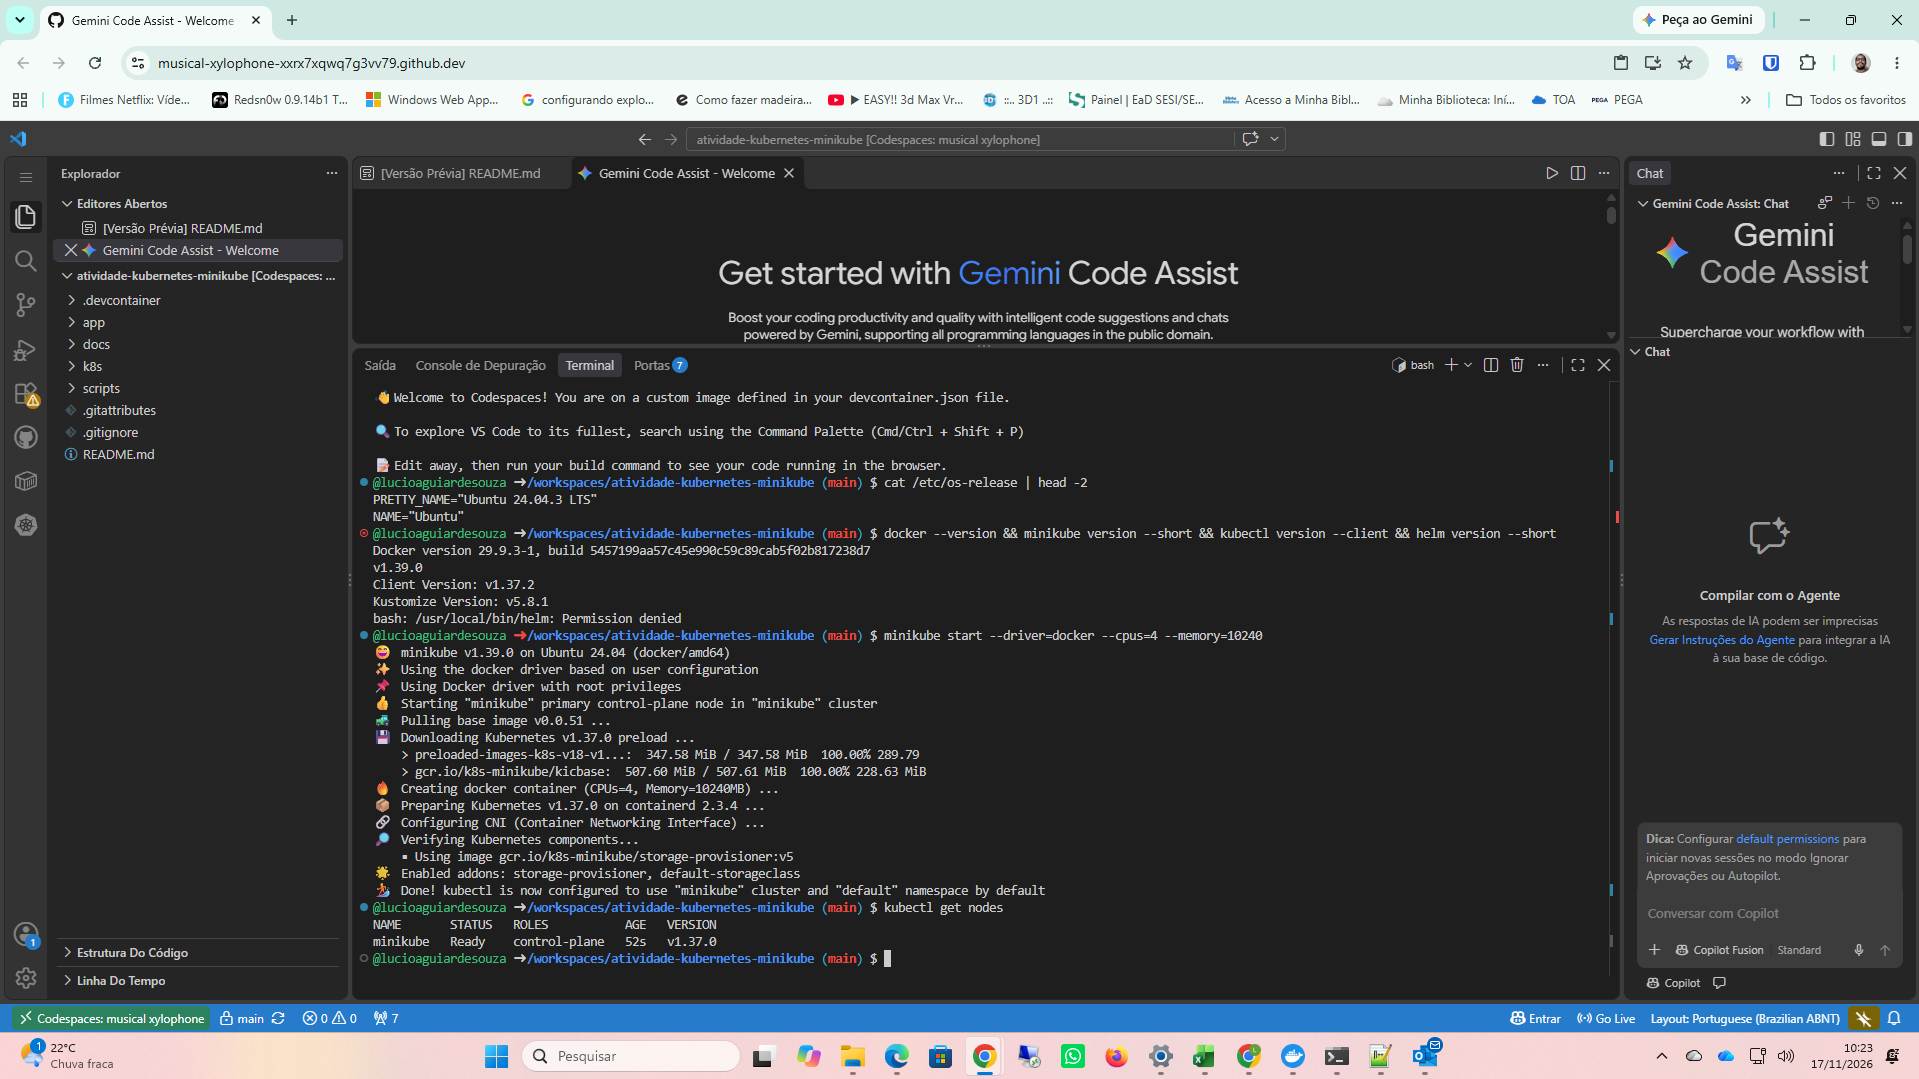 Gemini Code Assist - Welcome
Peça ao Gemini
musical-xylophone-xxrx7xqwq7g3vv79.github.dev
Filmes Netflix: Víde...
Redsn0w 0.9.14b1 T...
Windows Web App...
configurando explo...
Como fazer madeira...
▶ EASY!! 3d Max Vr...
::.. 3D1 ..::
Painel | EaD SESI/SE...
Acesso a Minha Bibl...
Minha Biblioteca: Iní...
TOA
PEGA
Todos os favoritos
atividade-kubernetes-minikube [Codespaces: musical xylophone]
Explorador
Editores Abertos
[Versão Prévia] README.md
Gemini Code Assist - Welcome
atividade-kubernetes-minikube [Codespaces: ...
.devcontainer
app
docs
k8s
scripts
.gitattributes
.gitignore
README.md
Estrutura Do Código
Linha Do Tempo
[Versão Prévia] README.md
Gemini Code Assist - Welcome
Get started with Gemini Code Assist
Boost your coding productivity and quality with intelligent code suggestions and chats
powered by Gemini, supporting all programming languages in the public domain.
Saída
Console de Depuração
Terminal
Portas 7
bash
Welcome to Codespaces! You are on a custom image defined in your devcontainer.json file.
To explore VS Code to its fullest, search using the Command Palette (Cmd/Ctrl + Shift + P)
Edit away, then run your build command to see your code running in the browser.
@lucioaguiardesouza ➜/workspaces/atividade-kubernetes-minikube (main) $ cat /etc/os-release | head -2
PRETTY_NAME="Ubuntu 24.04.3 LTS"
NAME="Ubuntu"
@lucioaguiardesouza ➜/workspaces/atividade-kubernetes-minikube (main) $ docker --version && minikube version --short && kubectl version --client && helm version --short
Docker version 29.9.3-1, build 5457199aa57c45e990c59c89cab5f02b817238d7
v1.39.0
Client Version: v1.37.2
Kustomize Version: v5.8.1
bash: /usr/local/bin/helm: Permission denied
@lucioaguiardesouza ➜/workspaces/atividade-kubernetes-minikube (main) $ minikube start --driver=docker --cpus=4 --memory=10240
minikube v1.39.0 on Ubuntu 24.04 (docker/amd64)
Using the docker driver based on user configuration
Using Docker driver with root privileges
Starting "minikube" primary control-plane node in "minikube" cluster
Pulling base image v0.0.51 ...
Downloading Kubernetes v1.37.0 preload ...
> preloaded-images-k8s-v18-v1...: 347.58 MiB / 347.58 MiB 100.00% 289.79
> gcr.io/k8s-minikube/kicbase: 507.60 MiB / 507.61 MiB 100.00% 228.63 MiB
Creating docker container (CPUs=4, Memory=10240MB) ...
Preparing Kubernetes v1.37.0 on containerd 2.3.4 ...
Configuring CNI (Container Networking Interface) ...
Verifying Kubernetes components...
▪ Using image gcr.io/k8s-minikube/storage-provisioner:v5
Enabled addons: storage-provisioner, default-storageclass
Done! kubectl is now configured to use "minikube" cluster and "default" namespace by default
@lucioaguiardesouza ➜/workspaces/atividade-kubernetes-minikube (main) $ kubectl get nodes
NAME STATUS ROLES AGE VERSION
minikube Ready control-plane 52s v1.37.0
@lucioaguiardesouza ➜/workspaces/atividade-kubernetes-minikube (main) $
Chat
Gemini Code Assist: Chat
Gemini
Code Assist
Supercharge your workflow with
Chat
Compilar com o Agente
As respostas de IA podem ser imprecisas
Gerar Instruções do Agente para integrar a IA
à sua base de código.
Dica: Configurar default permissions para
iniciar novas sessões no modo Ignorar
Aprovações ou Autopilot.
Conversar com Copilot
Copilot Fusion
Standard
Copilot
1
Codespaces: musical xylophone
main
0
0
7
Entrar
Go Live
Layout: Portuguese (Brazilian ABNT)
1
22°C
Chuva fraca
Pesquisar
10:23
17/11/2026